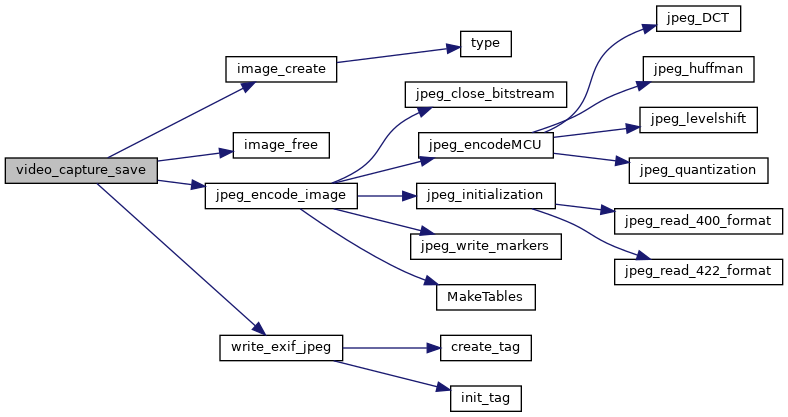 video_capture_save
image_create
type
image_free
jpeg_encode_image
jpeg_close_bitstream
jpeg_encodeMCU
jpeg_DCT
jpeg_huffman
jpeg_levelshift
jpeg_quantization
jpeg_initialization
jpeg_read_400_format
jpeg_read_422_format
jpeg_write_markers
MakeTables
write_exif_jpeg
create_tag
init_tag